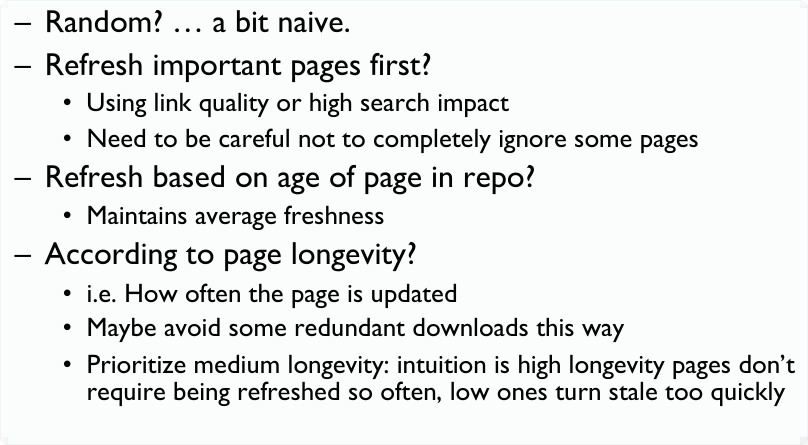 – Random? … a bit naive.
– Refresh important pages first?
• Using link quality or high search impact
• Need to be careful not to completely ignore some pages
– Refresh based on age of page in repo?
• Maintains average freshness
– According to page longevity?
• i.e. How often the page is updated
• Maybe avoid some redundant downloads this way
• Prioritize medium longevity: intuition is high longevity pages don’t
require being refreshed so often, low ones turn stale too quickly